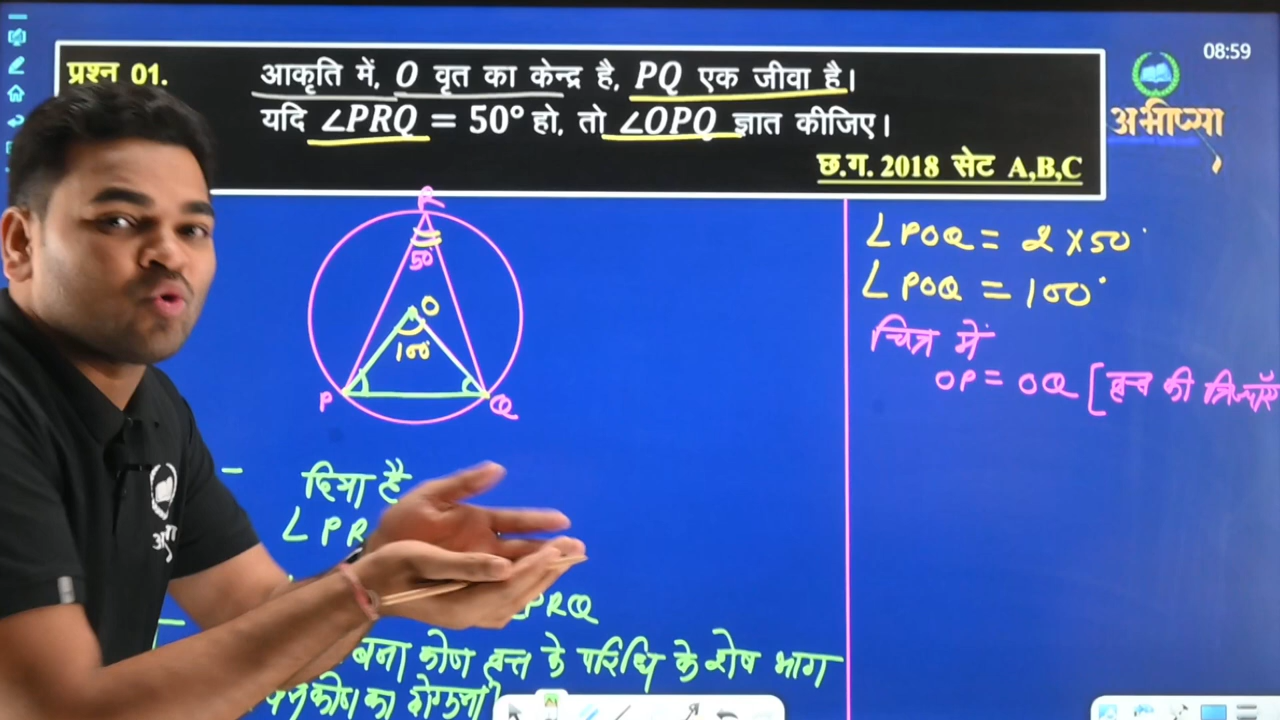 08:59
प्रश्न 01. आकृति में, O वृत का केन्द्र है, PQ एक जीवा है।
यदि ∠PRQ = 50° हो, तो ∠OPQ ज्ञात कीजिए।
छ.ग. 2018 सेट A,B,C
अभीप्सा
R
50°
O
100°
P
Q
दिया है
∠PR
PRQ
बना कोण वृत्त के परिधि के शेष भाग
कोण का दोगुना
∠POQ = 2 x 50°
∠POQ = 100°
चित्र में
OP = OQ [वृत्त की त्रिज्याएँ